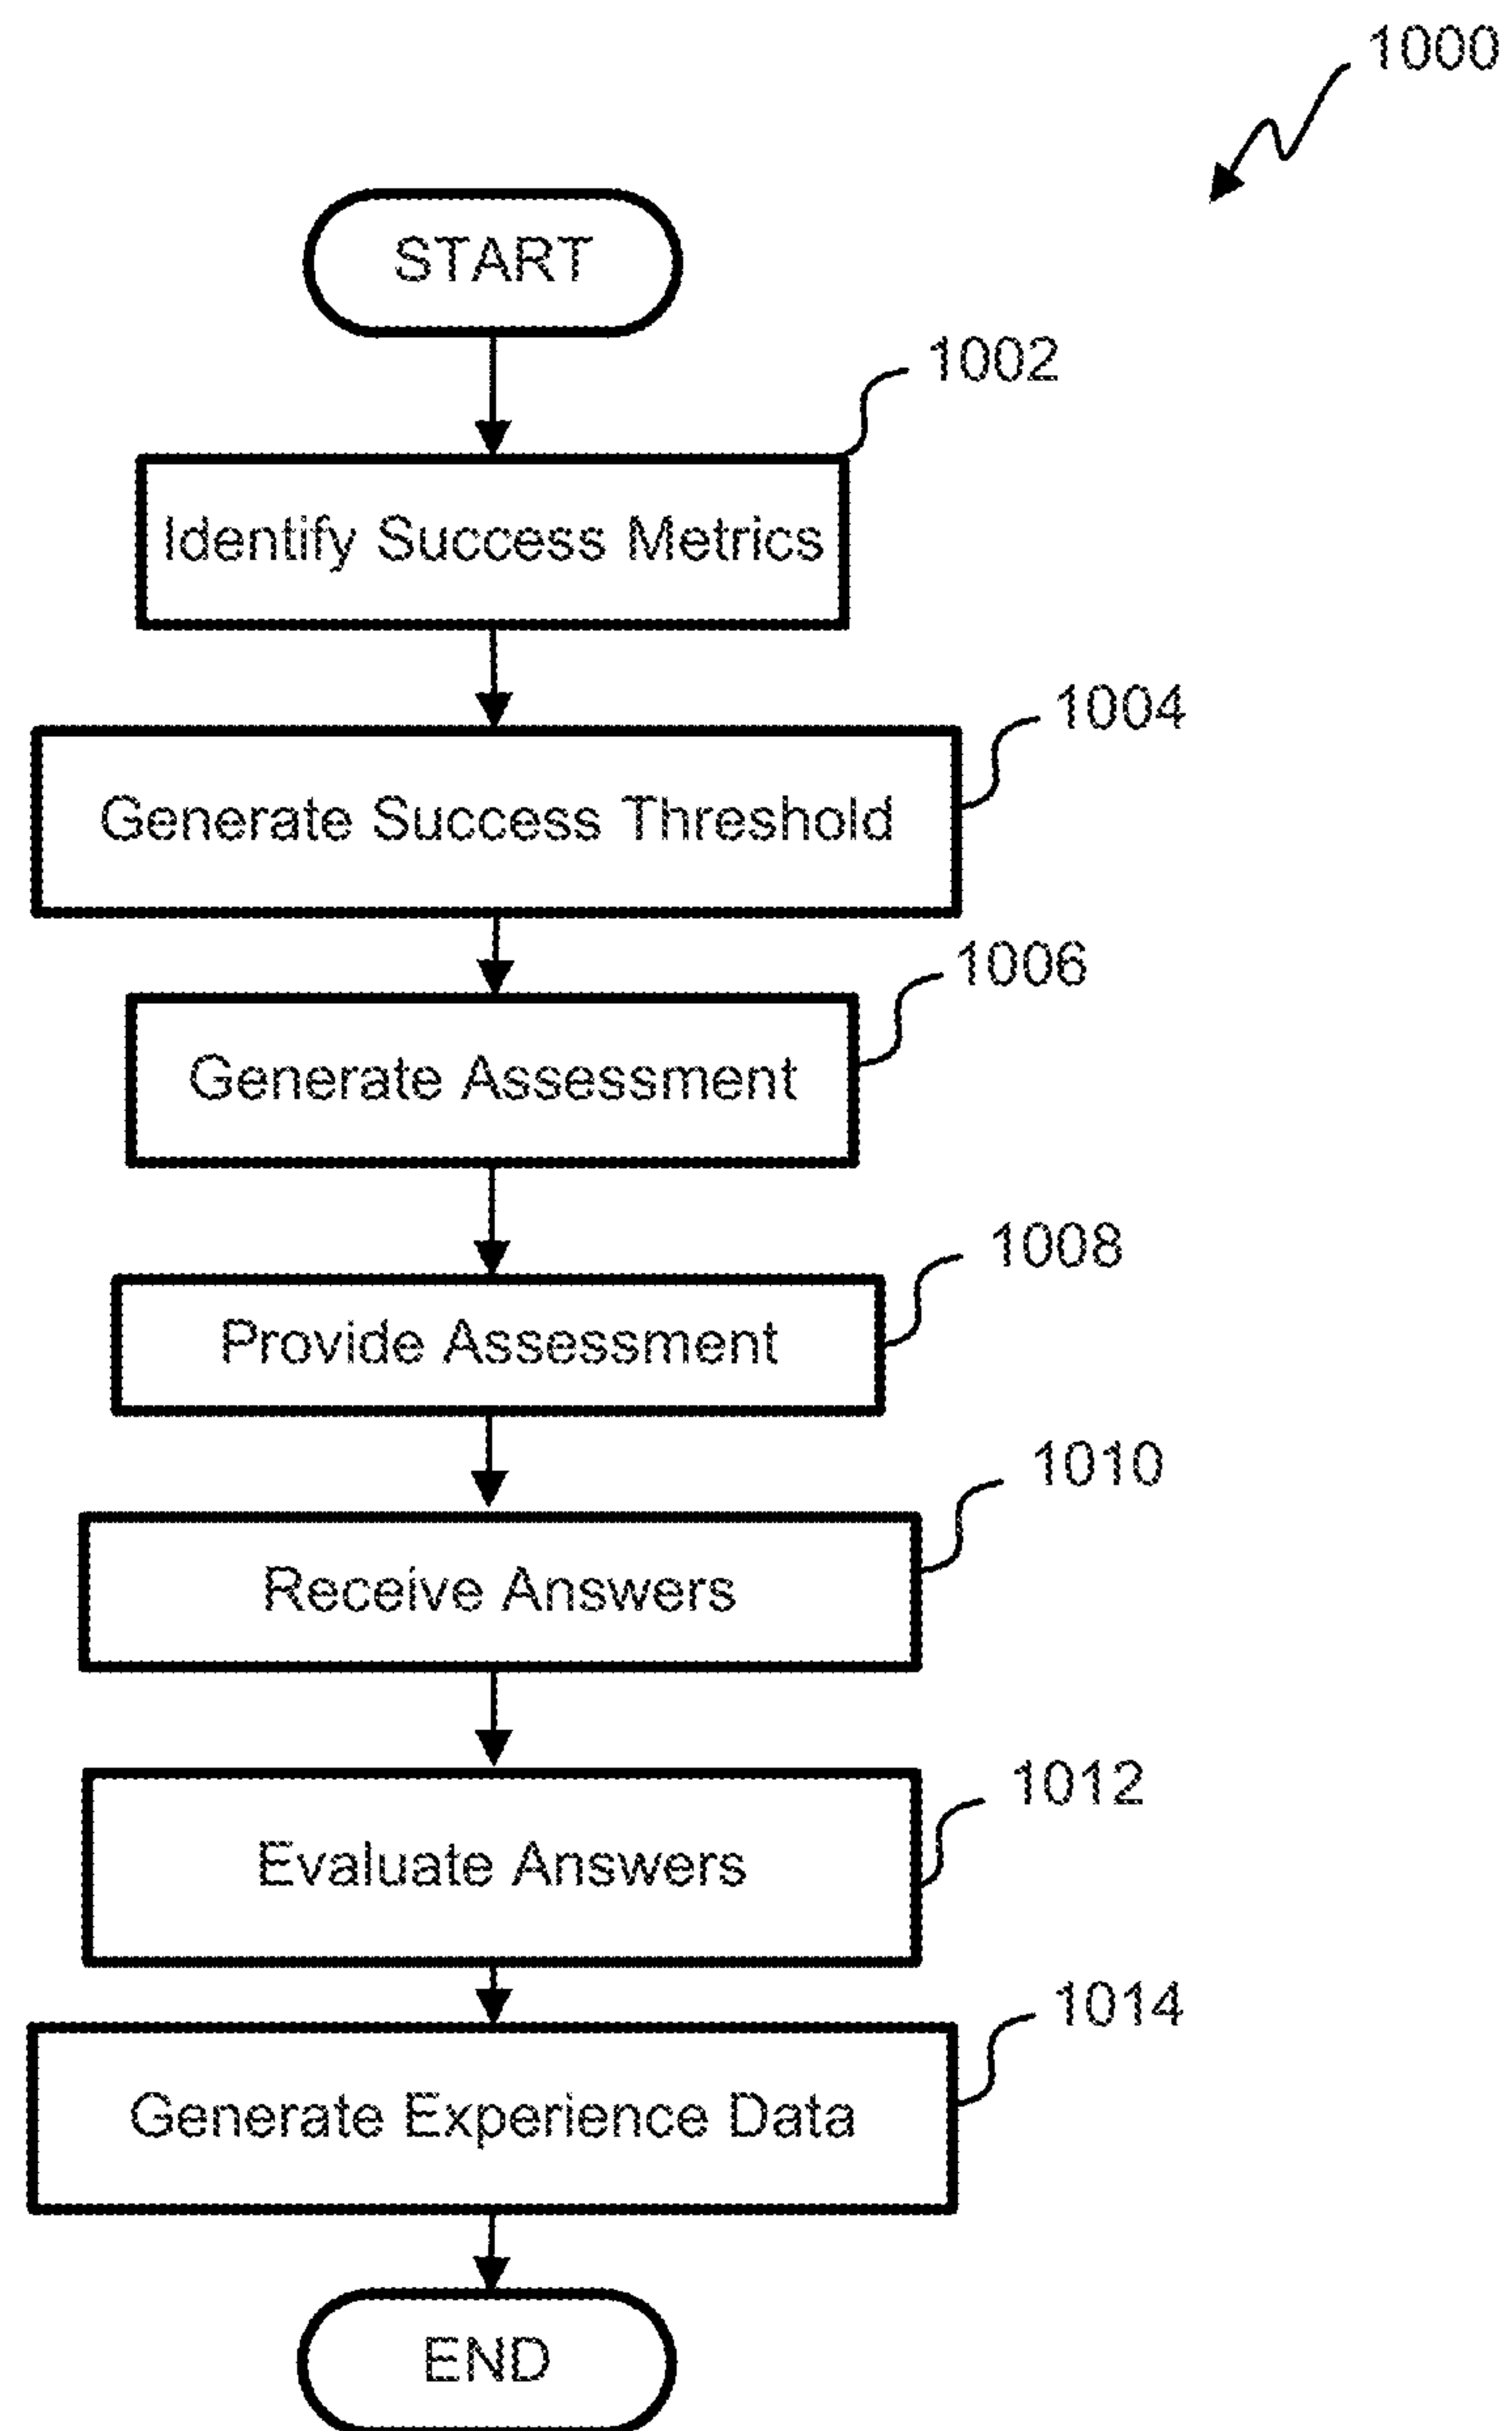 1000
START
1002
Identify Success Metrics
1004
Generate Success Threshold
1006
Generate Assessment
1008
Provide Assessment
1010
Receive Answers
1012
Evaluate Answers
1014
Generate Experience Data
END